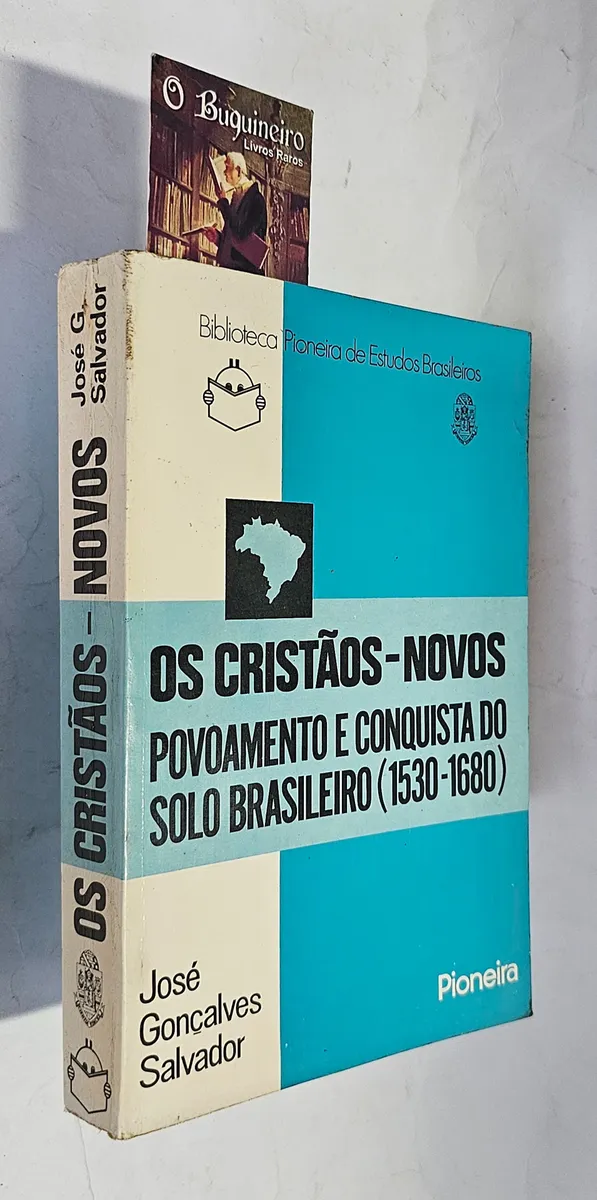 O Buquineiro
Livros Raros
Biblioteca Pioneira de Estudos Brasileiros
OS CRISTÃOS-NOVOS
POVOAMENTO E CONQUISTA DO
SOLO BRASILEIRO (1530-1680)
José
Gonçalves
Salvador
Pioneira
José G.
Salvador
OS CRISTÃOS - NOVOS